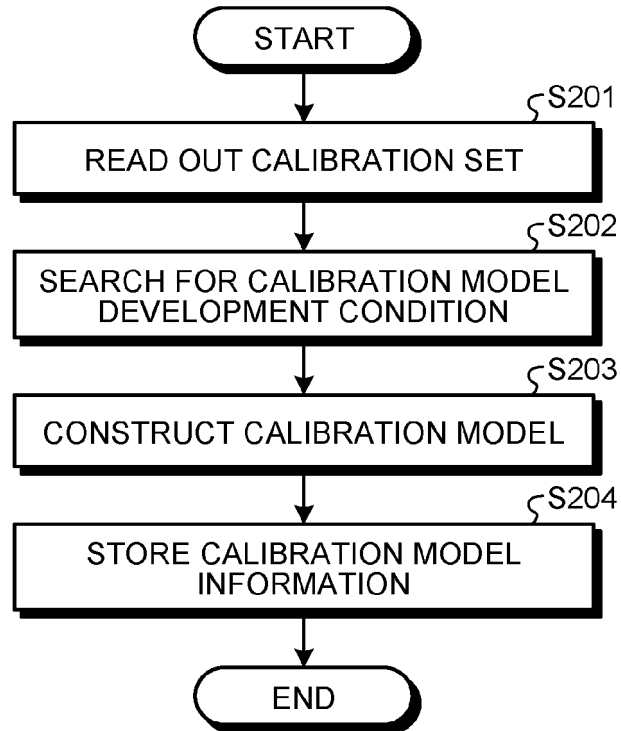 START
S201
READ OUT CALIBRATION SET
S202
SEARCH FOR CALIBRATION MODEL
DEVELOPMENT CONDITION
S203
CONSTRUCT CALIBRATION MODEL
S204
STORE CALIBRATION MODEL
INFORMATION
END